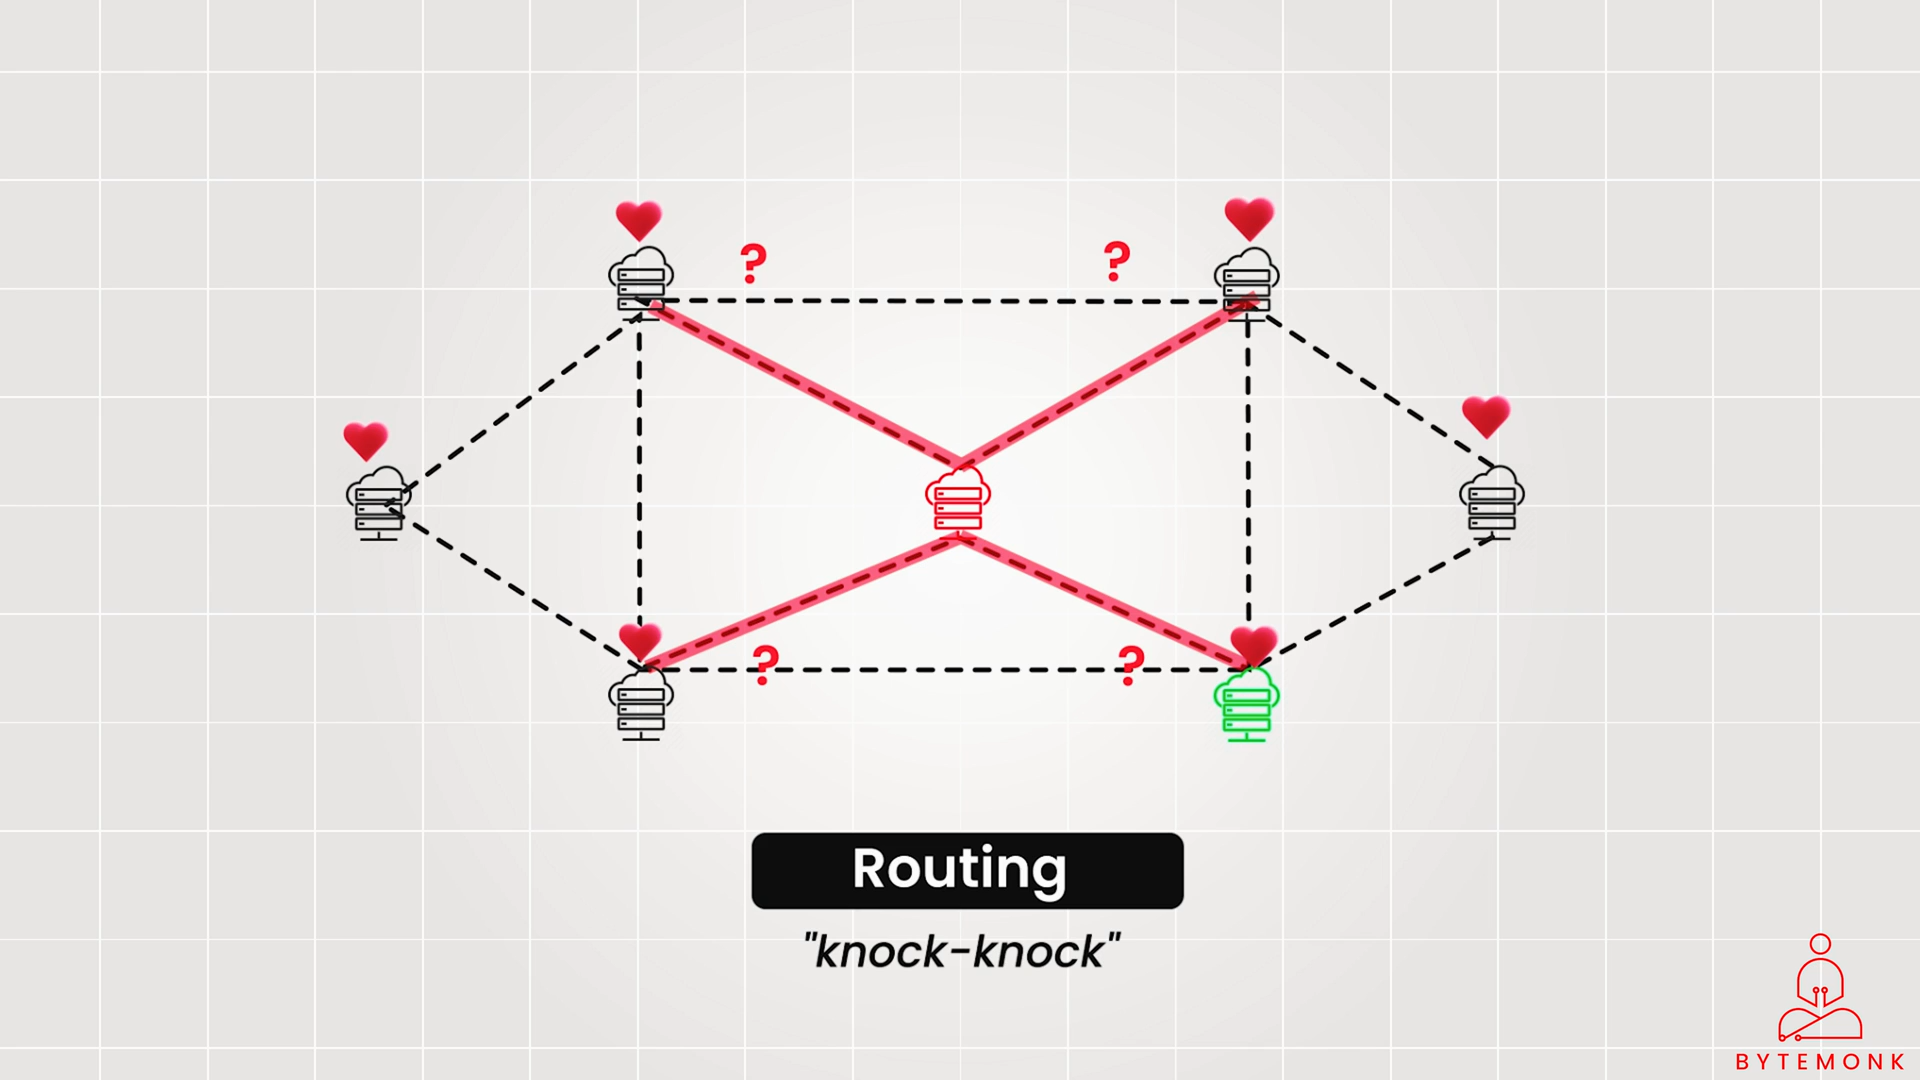 ? ?
? ?
Routing
"knock-knock"
BYTEMONK